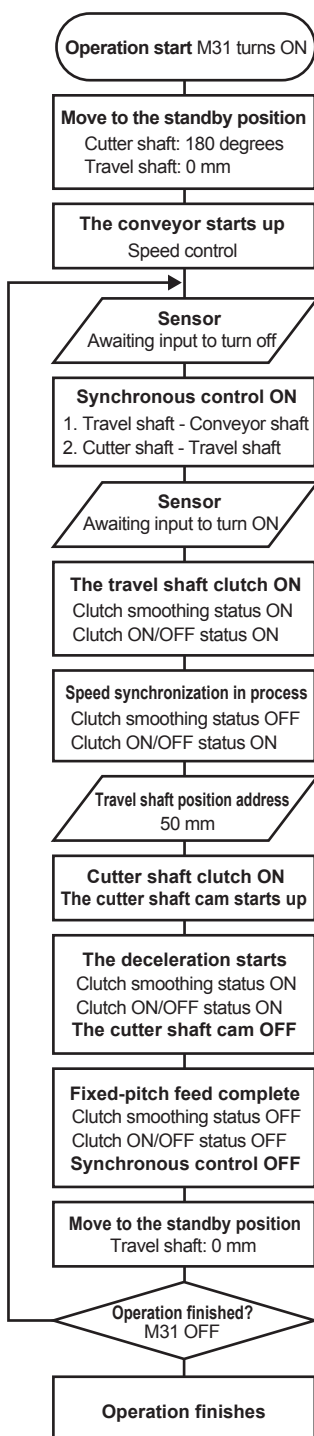 Operation start M31 turns ON
Move to the standby position
Cutter shaft: 180 degrees
Travel shaft: 0 mm
The conveyor starts up
Speed control
Sensor
Awaiting input to turn off
Synchronous control ON
1. Travel shaft - Conveyor shaft
2. Cutter shaft - Travel shaft
Sensor
Awaiting input to turn ON
The travel shaft clutch ON
Clutch smoothing status ON
Clutch ON/OFF status ON
Speed synchronization in process
Clutch smoothing status OFF
Clutch ON/OFF status ON
Travel shaft position address
50 mm
Cutter shaft clutch ON
The cutter shaft cam starts up
The deceleration starts
Clutch smoothing status ON
Clutch ON/OFF status ON
The cutter shaft cam OFF
Fixed-pitch feed complete
Clutch smoothing status OFF
Clutch ON/OFF status OFF
Synchronous control OFF
Move to the standby position
Travel shaft: 0 mm
Operation finished?
M31 OFF
Operation finishes